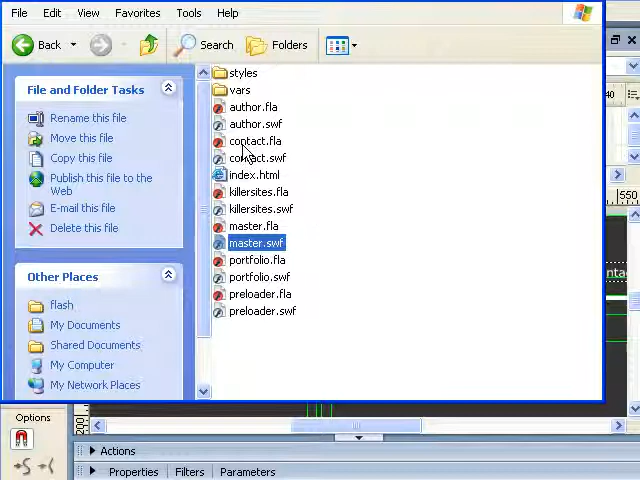 File Edit View Favorites Tools Help
Back Search Folders
40
File and Folder Tasks
Rename this file
Move this file
Copy this file
Publish this file to the
Web
E-mail this file
Delete this file
Other Places
flash
My Documents
Shared Documents
My Computer
My Network Places
styles
vars
author.fla
author.swf
contact.fla
contact.swf
index.html
killersites.fla
killersites.swf
master.fla
master.swf
portfolio.fla
portfolio.swf
preloader.fla
preloader.swf
550
ntac
Options
200
Actions
Properties Filters Parameters